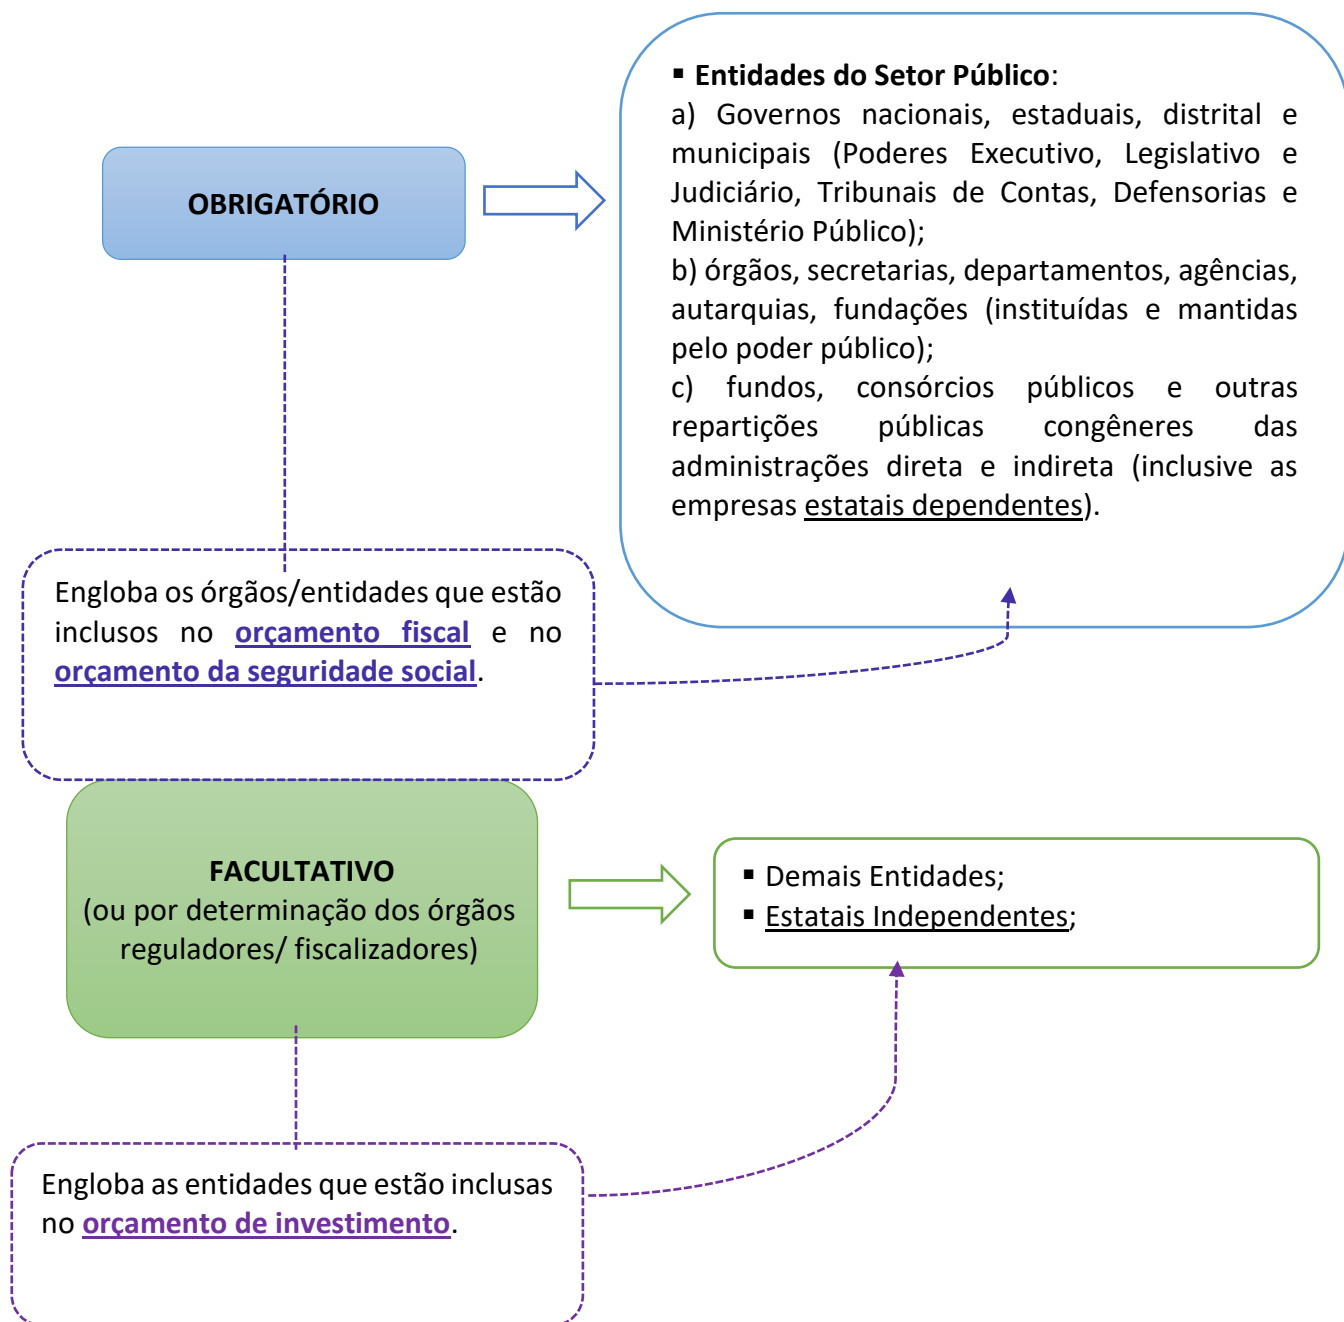 OBRIGATÓRIO
▪ Entidades do Setor Público:
a) Governos nacionais, estaduais, distrital e
municipais (Poderes Executivo, Legislativo e
Judiciário, Tribunais de Contas, Defensorias e
Ministério Público);
b) órgãos, secretarias, departamentos, agências,
autarquias, fundações (instituídas e mantidas
pelo poder público);
c) fundos, consórcios públicos e outras
repartições públicas congêneres das
administrações direta e indireta (inclusive as
empresas estatais dependentes).
Engloba os órgãos/entidades que estão
inclusos no orçamento fiscal e no
orçamento da seguridade social.
FACULTATIVO
(ou por determinação dos órgãos
reguladores/ fiscalizadores)
▪ Demais Entidades;
▪ Estatais Independentes;
Engloba as entidades que estão inclusas
no orçamento de investimento.